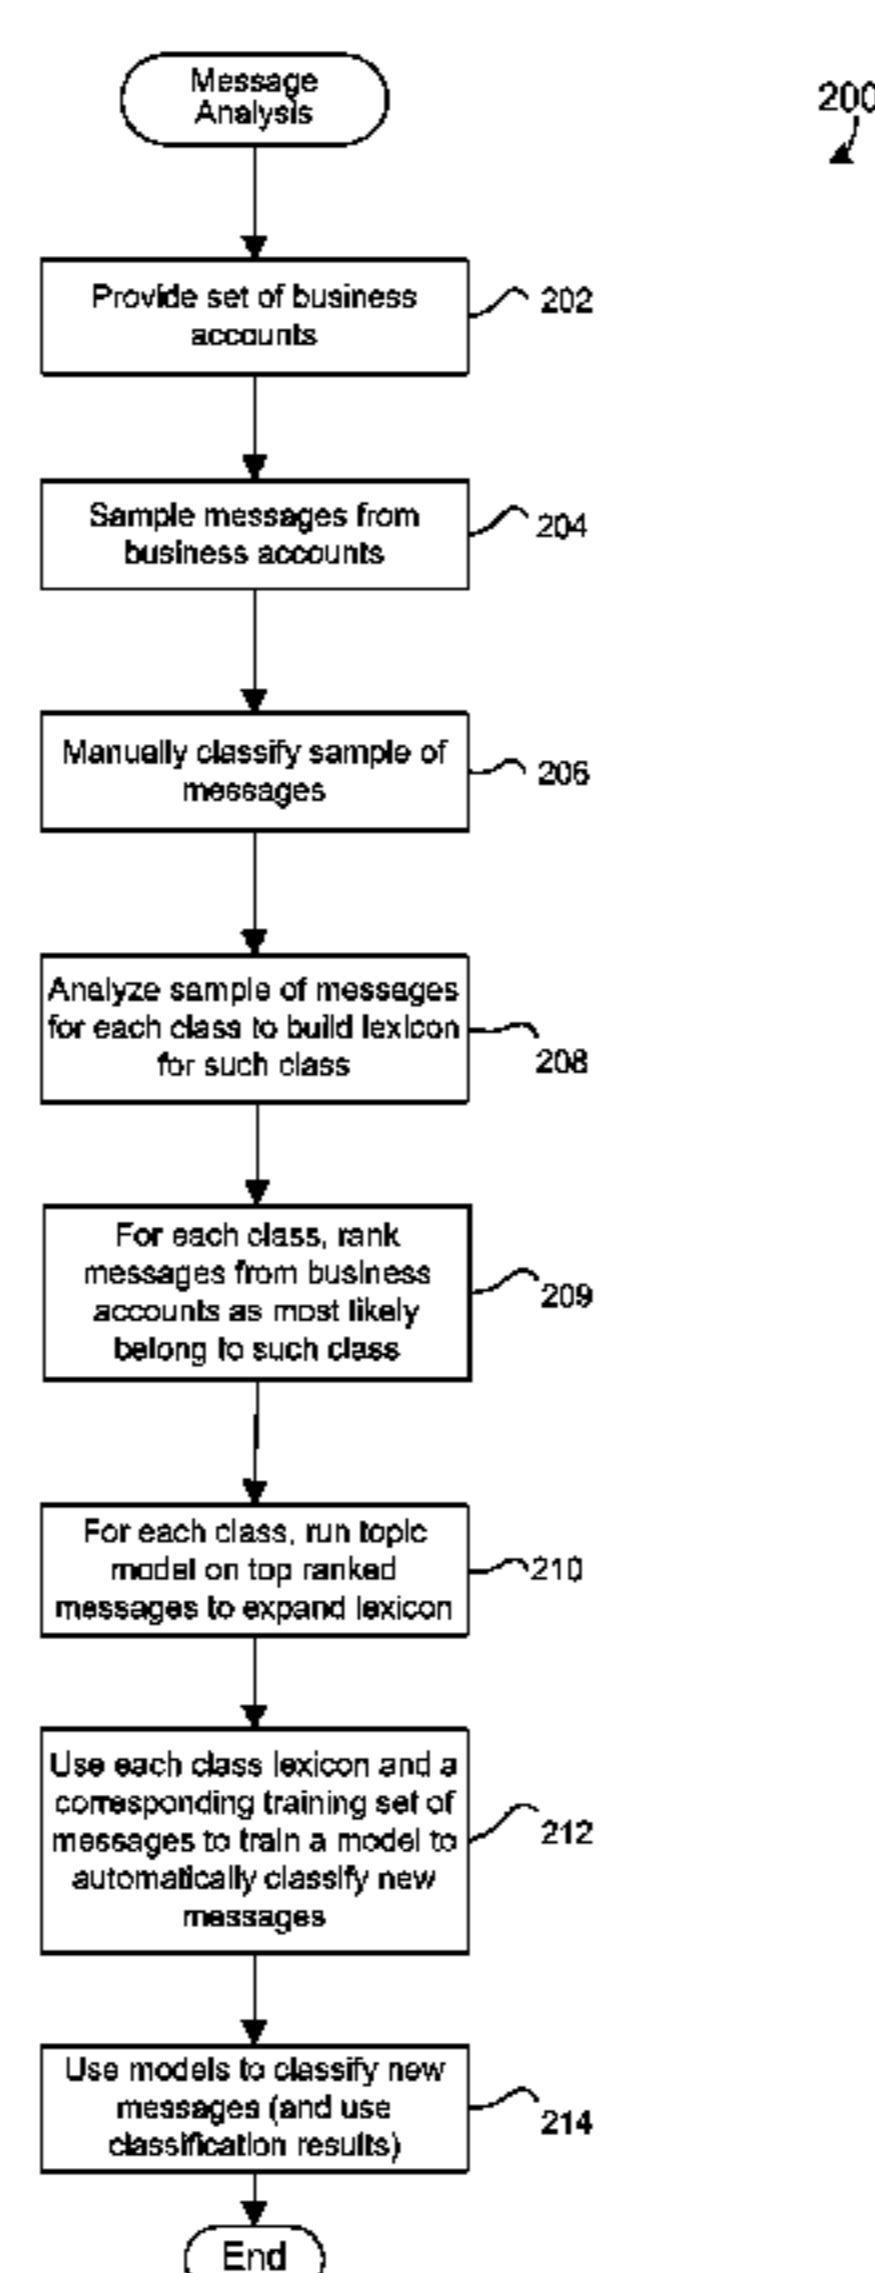 Message
Analysis
200
Provide set of business
accounts
202
Sample messages from
business accounts
204
Manually classify sample of
messages
206
Analyze sample of messages
for each class to build lexicon
for such class
208
For each class, rank
messages from business
accounts as most likely
belong to such class
209
For each class, run topic
model on top ranked
messages to expand lexicon
210
Use each class lexicon and a
corresponding training set of
messages to train a model to
automatically classify new
messages
212
Use models to classify new
messages (and use
classification results)
214
End